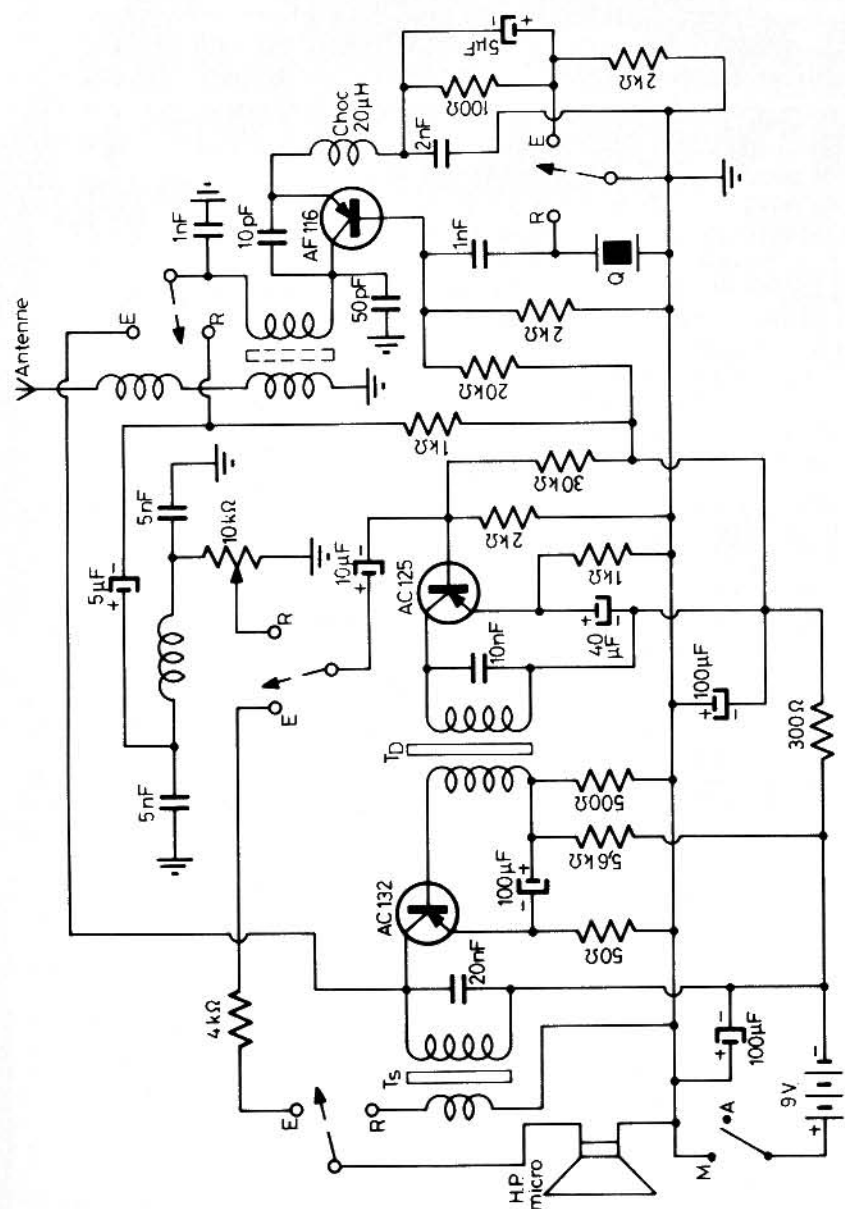 Antenne
E
R
1nF
10pF
Choc
20µH
AF116
50pF
2nF
100Ω
5µF
-
+
2kΩ
E
R
1nF
Q
2kΩ
20kΩ
1kΩ
30kΩ
5µF
-
+
5nF
10kΩ
5nF
R
E
10µF
-
+
AC125
2kΩ
1kΩ
10nF
+
-
40
µF
100µF
+
-
300Ω
TD
500Ω
5,6kΩ
100µF
+
-
AC132
50Ω
20nF
4kΩ
E
R
TS
100µF
-
+
H.P.
micro
M
A
9V
+
-